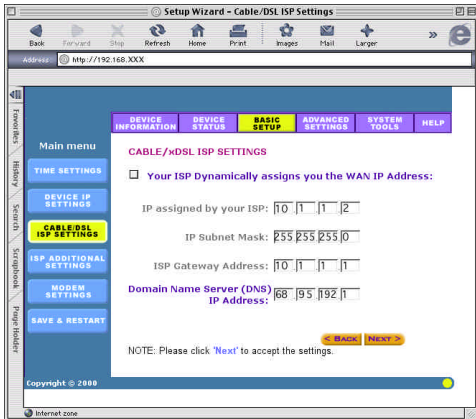 Setup Wizard – Cable/DSL ISP Settings
Back Forward Stop Refresh Home Print Images Mail Larger »
Address: http://192.168.XXX
Favorites
History
Search
Scrapbook
Page Holder
DEVICE INFORMATION
DEVICE STATUS
BASIC SETUP
ADVANCED SETTINGS
SYSTEM TOOLS
HELP
Main menu
TIME SETTINGS
DEVICE IP SETTINGS
CABLE/DSL ISP SETTINGS
ISP ADDITIONAL SETTINGS
MODEM SETTINGS
SAVE & RESTART
CABLE/xDSL ISP SETTINGS
Your ISP Dynamically assigns you the WAN IP Address:
IP assigned by your ISP: 10 .1 .1 .2
IP Subnet Mask: 255.255.255.0
ISP Gateway Address: 10 .1 .1 .1
Domain Name Server (DNS) 68 .95 .192 .1
IP Address:
< BACK NEXT >
NOTE: Please click 'Next' to accept the settings.
Copyright © 2000
Internet zone